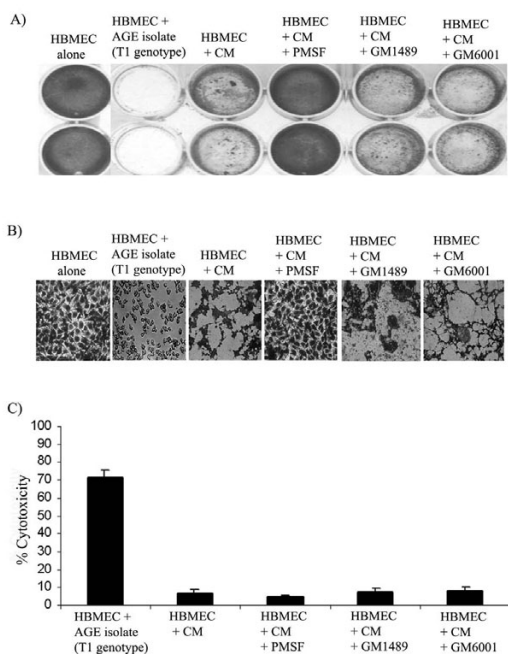 A)
HBMEC
alone
HBMEC +
AGE isolate
(T1 genotype)
HBMEC
+ CM
HBMEC
+ CM
+ PMSF
HBMEC
+ CM
+ GM1489
HBMEC
+ CM
+ GM6001
B)
HBMEC
alone
HBMEC +
AGE isolate
(T1 genotype)
HBMEC
+ CM
HBMEC
+ CM
+ PMSF
HBMEC
+ CM
+ GM1489
HBMEC
+ CM
+ GM6001
C)
% Cytotoxicity
100
90
80
70
60
50
40
30
20
10
0
HBMEC +
AGE isolate
(T1 genotype)
HBMEC
+ CM
HBMEC
+ CM
+ PMSF
HBMEC
+ CM
+ GM1489
HBMEC
+ CM
+ GM6001